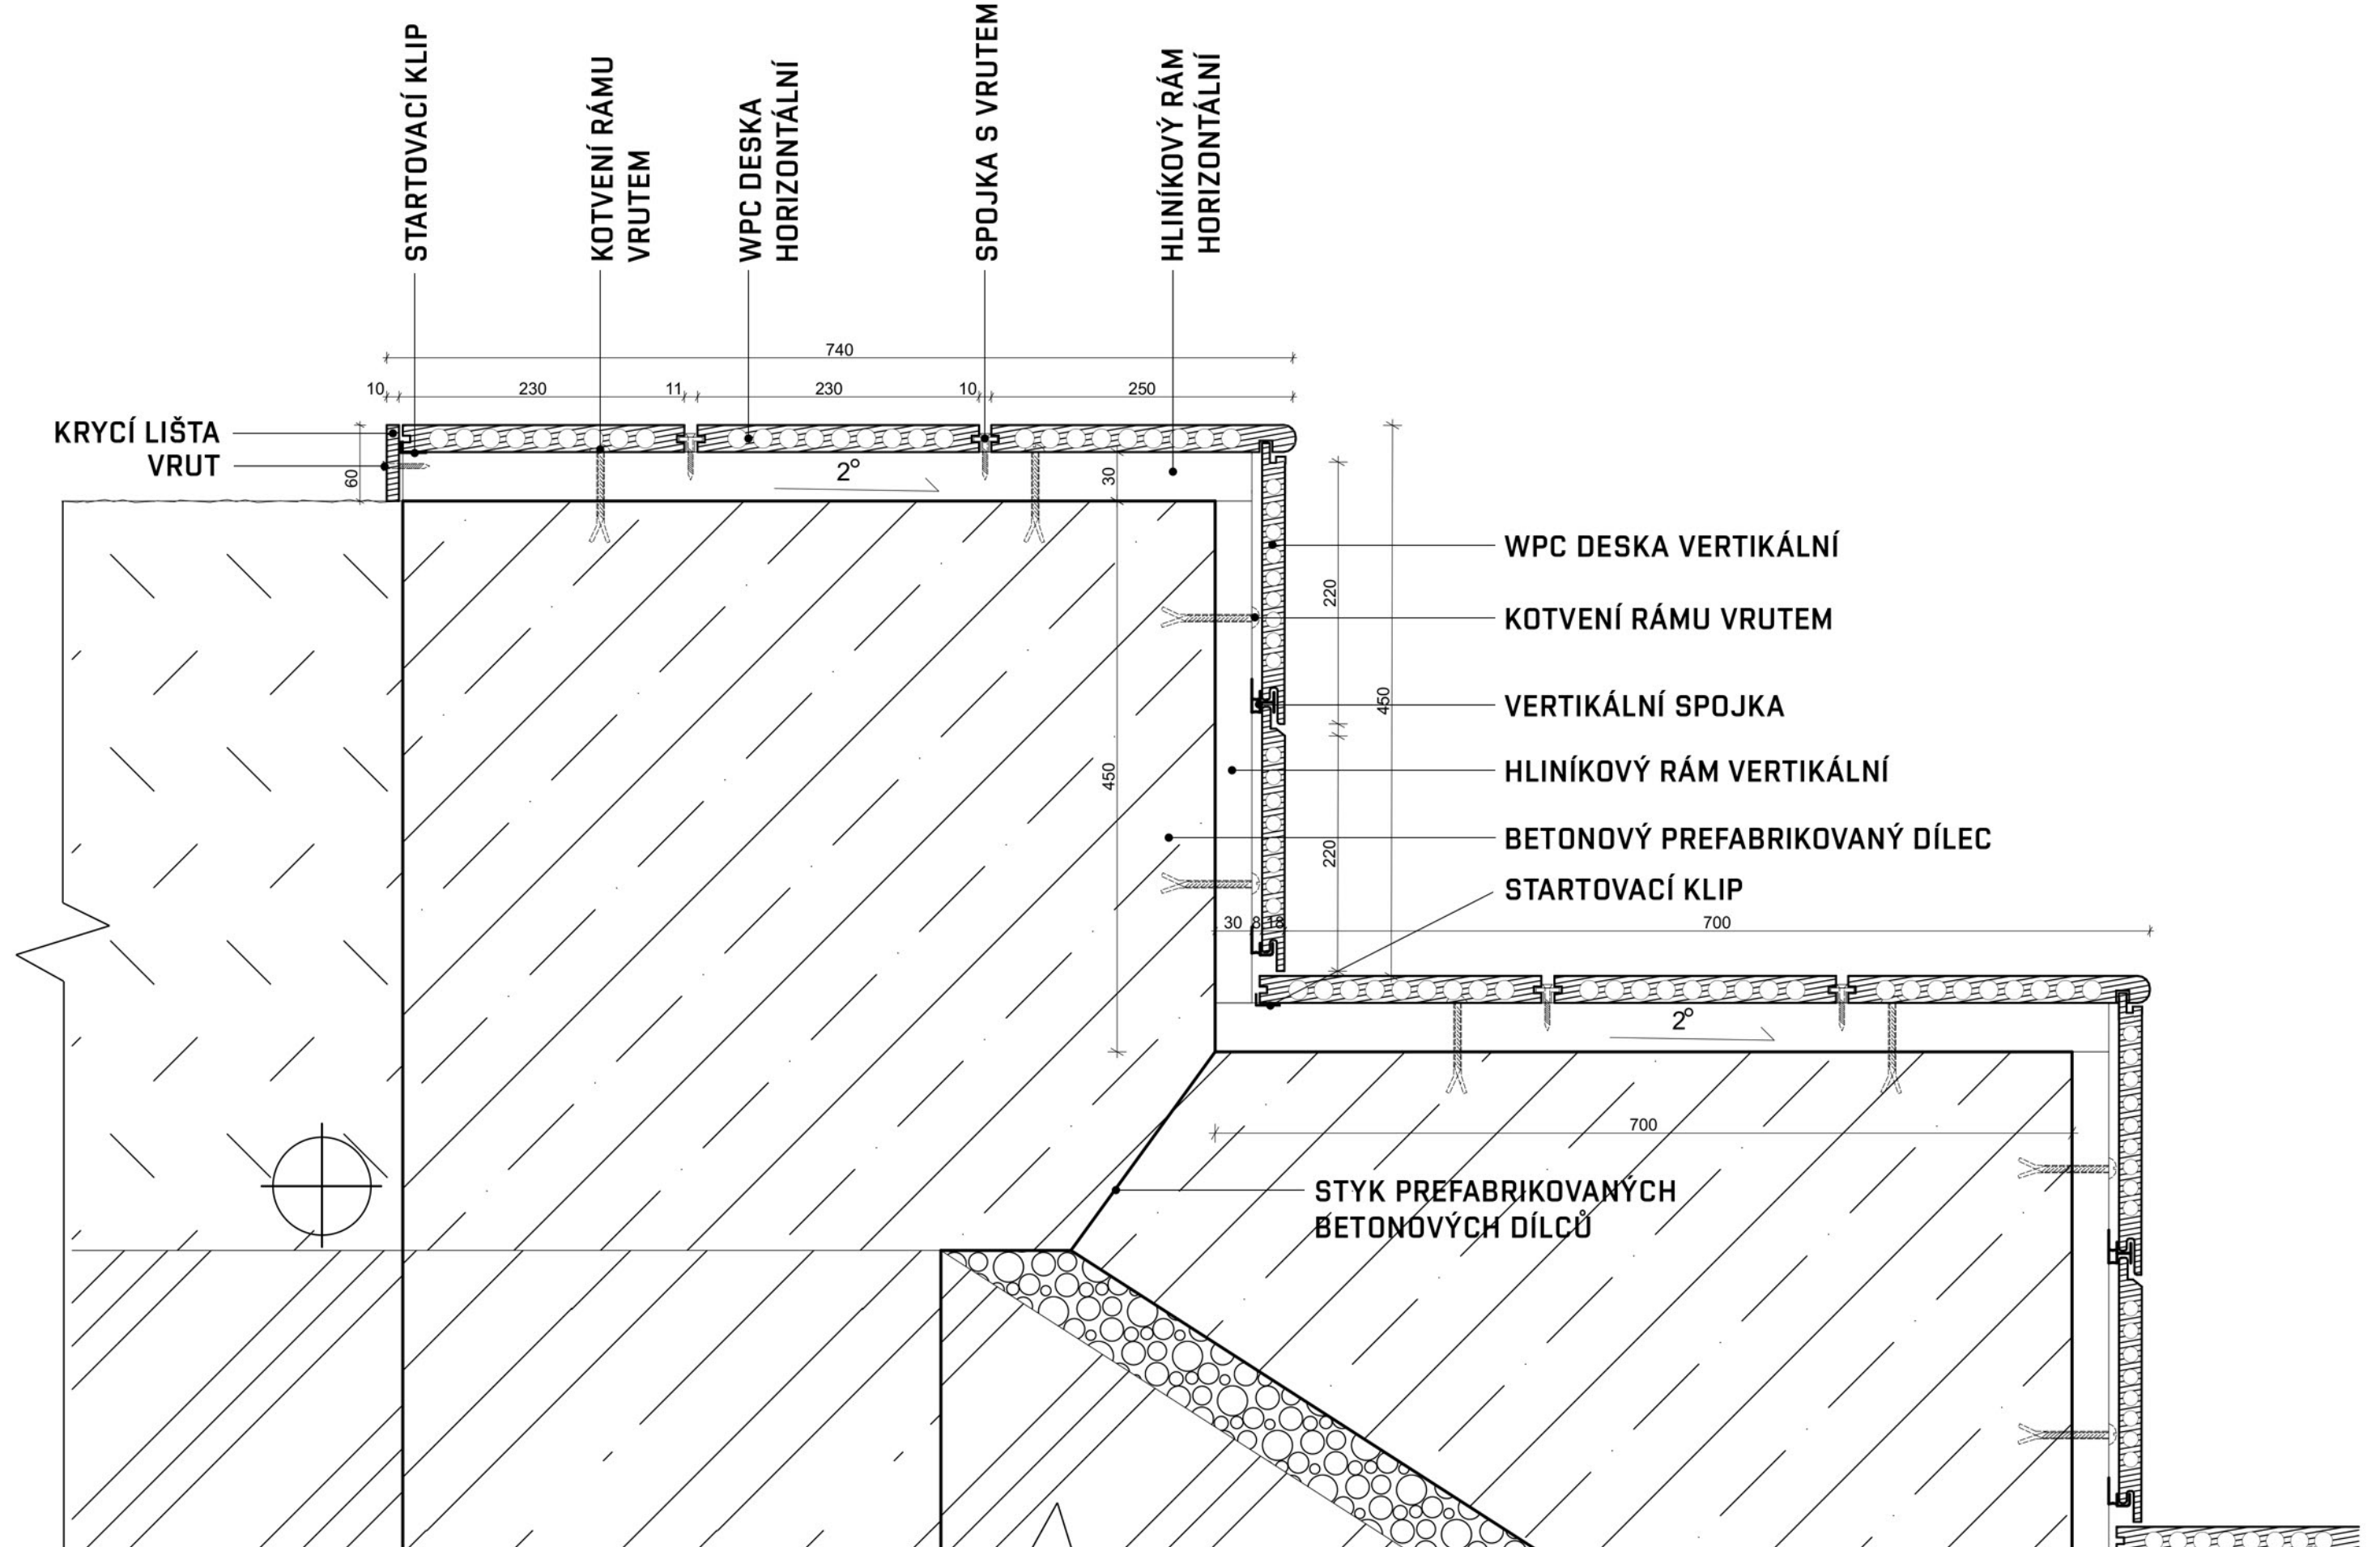 STARTOVACÍ KLIP
KOTVENÍ RÁMU
VRUTEM
WPC DESKA
HORIZONTÁLNÍ
SPOJKA S VRUTEM
HLINÍKOVÝ RÁM
HORIZONTÁLNÍ
740
10 230 11 230 10 250
KRYCÍ LIŠTA
VRUT
60
2°
30
WPC DESKA VERTIKÁLNÍ
220
KOTVENÍ RÁMU VRUTEM
450
VERTIKÁLNÍ SPOJKA
450
HLINÍKOVÝ RÁM VERTIKÁLNÍ
BETONOVÝ PREFABRIKOVANÝ DÍLEC
220
STARTOVACÍ KLIP
30 8 18 700
2°
700
STYK PREFABRIKOVANÝCH
BETONOVÝCH DÍLCŮ